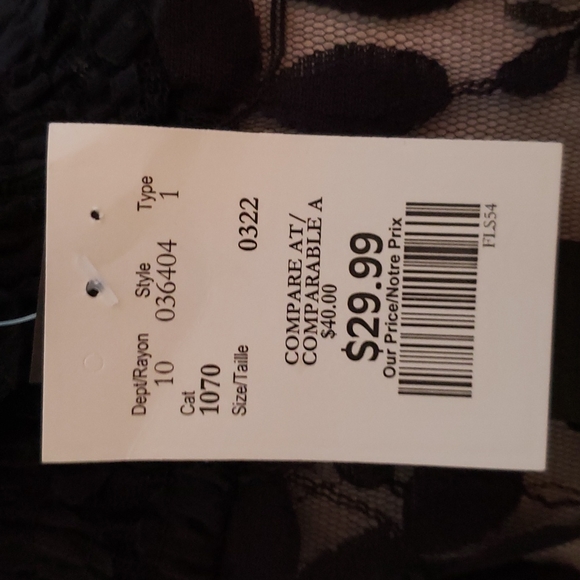 Dept/Rayon Style Type
10 036404 1
Cat
1070
Size/Taille 0322
COMPARE AT/
COMPARABLE A
$40.00
$29.99
Our Price/Notre Prix
FLS54